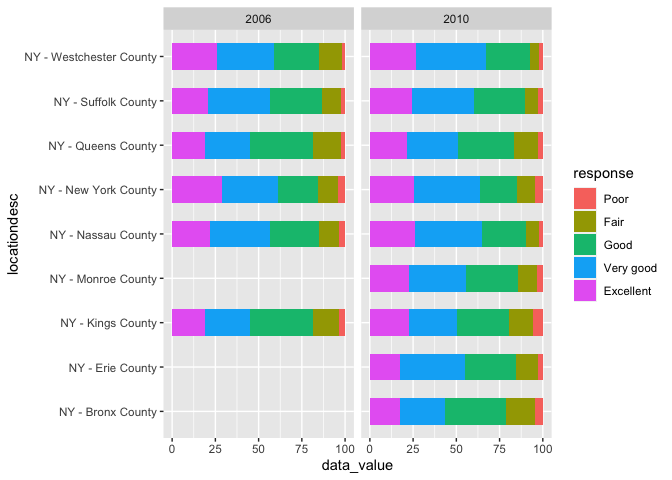 2006
2010
NY - Westchester County
NY - Suffolk County
NY - Queens County
NY - New York County
NY - Nassau County
NY - Monroe County
NY - Kings County
NY - Erie County
NY - Bronx County
locationdesc
0 25 50 75 100
0 25 50 75 100
data_value
response
Poor
Fair
Good
Very good
Excellent